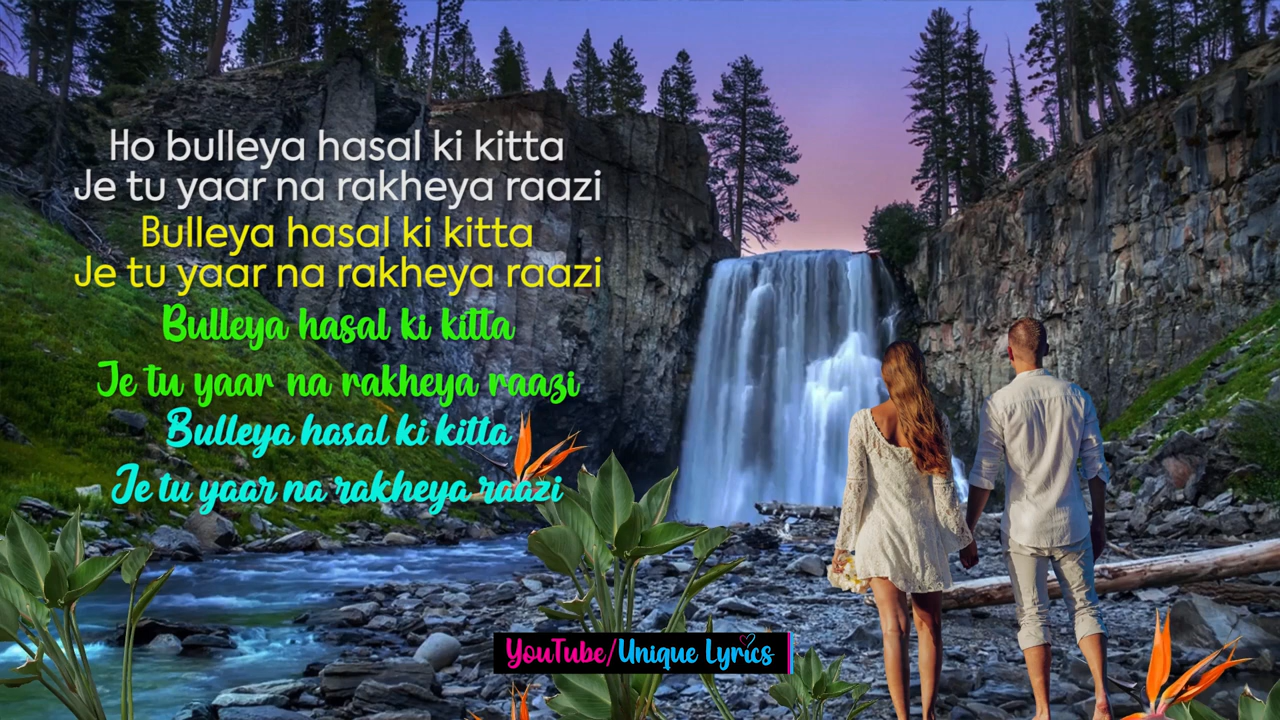 Ho bulleya hasal ki kitta
Je tu yaar na rakheya raazi
Bulleya hasal ki kitta
Je tu yaar na rakheya raazi
Bulleya hasal ki kitta
Je tu yaar na rakheya raazi
Bulleya hasal ki kitta
Je tu yaar na rakheya raazi
YouTube/Unique Lyrics